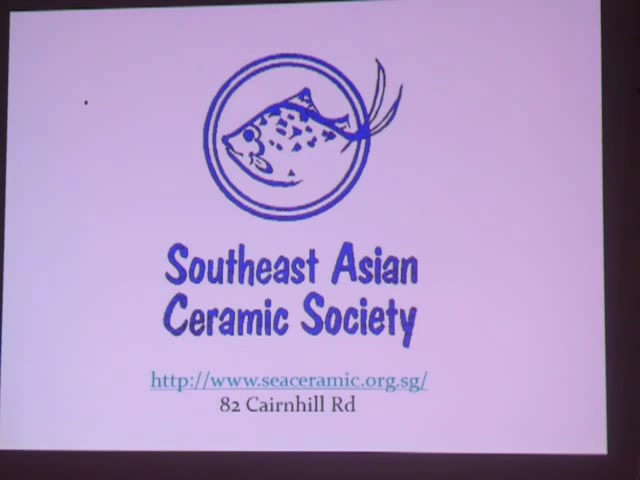 Southeast Asian
Ceramic Society
http://www.seaceramic.org.sg/
82 Cairnhill Rd